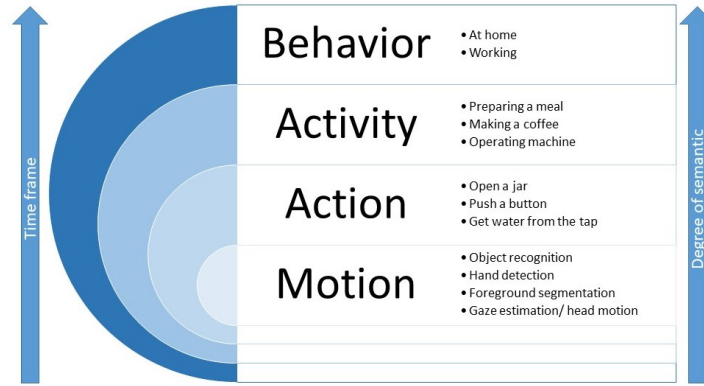 Time frame
Behavior
• At home
• Working
Activity
• Preparing a meal
• Making a coffee
• Operating machine
Action
• Open a jar
• Push a button
• Get water from the tap
Motion
• Object recognition
• Hand detection
• Foreground segmentation
• Gaze estimation/ head motion
Degree of semantic